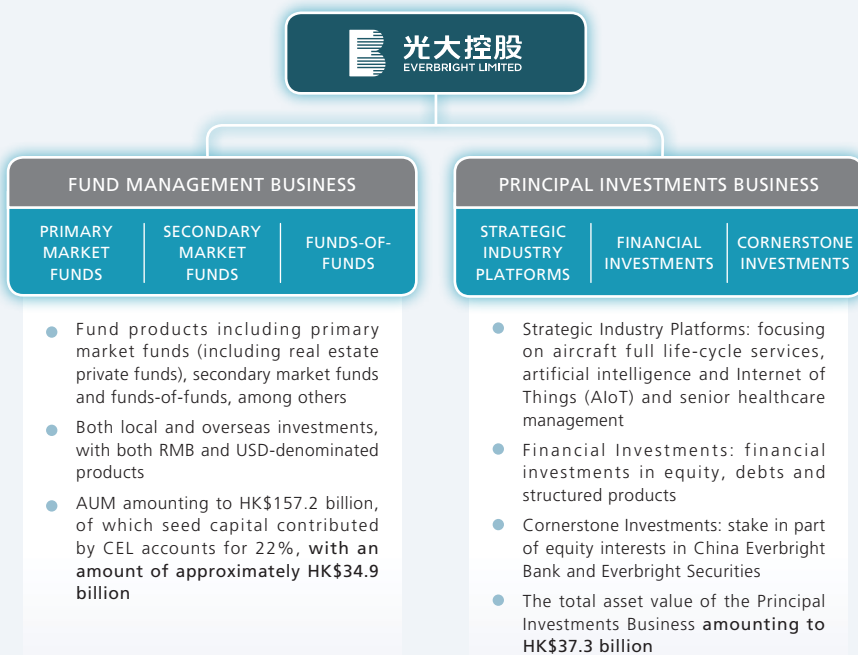 光大控股
EVERBRIGHT LIMITED
FUND MANAGEMENT BUSINESS
PRIMARY
MARKET
FUNDS
SECONDARY
MARKET
FUNDS
FUNDS-OF-
FUNDS
Fund products including primary
market funds (including real estate
private funds), secondary market funds
and funds-of-funds, among others
Both local and overseas investments,
with both RMB and USD-denominated
products
AUM amounting to HK$157.2 billion,
of which seed capital contributed
by CEL accounts for 22%, with an
amount of approximately HK$34.9
billion
PRINCIPAL INVESTMENTS BUSINESS
STRATEGIC
INDUSTRY
PLATFORMS
FINANCIAL
INVESTMENTS
CORNERSTONE
INVESTMENTS
Strategic Industry Platforms: focusing
on aircraft full life-cycle services,
artificial intelligence and Internet of
Things (AIoT) and senior healthcare
management
Financial Investments: financial
investments in equity, debts and
structured products
Cornerstone Investments: stake in part
of equity interests in China Everbright
Bank and Everbright Securities
The total asset value of the Principal
Investments Business amounting to
HK$37.3 billion